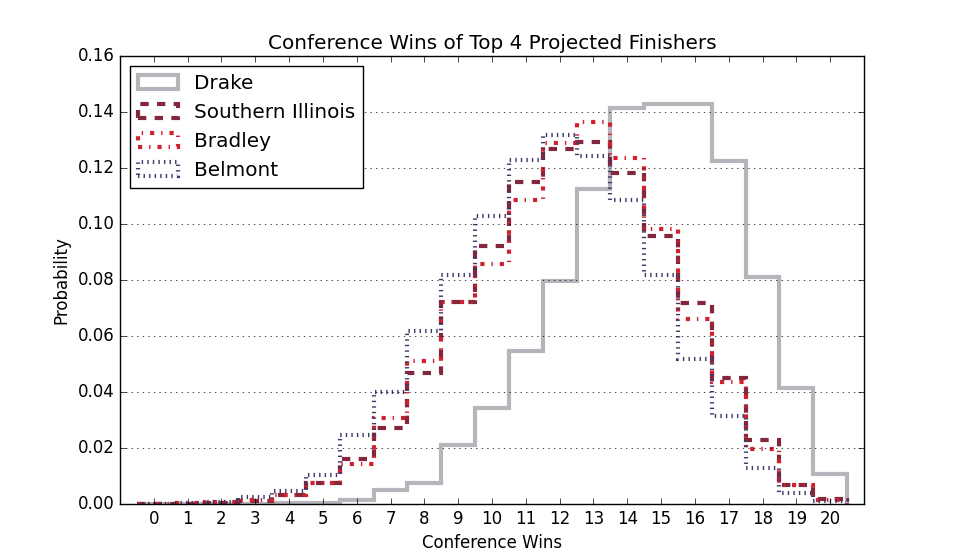 Conference Wins of Top 4 Projected Finishers
0.16
0.14
0.12
0.10
0.08
0.06
0.04
0.02
0.00
Probability
Drake
Southern Illinois
Bradley
Belmont
0 1 2 3 4 5 6 7 8 9 10 11 12 13 14 15 16 17 18 19 20
Conference Wins